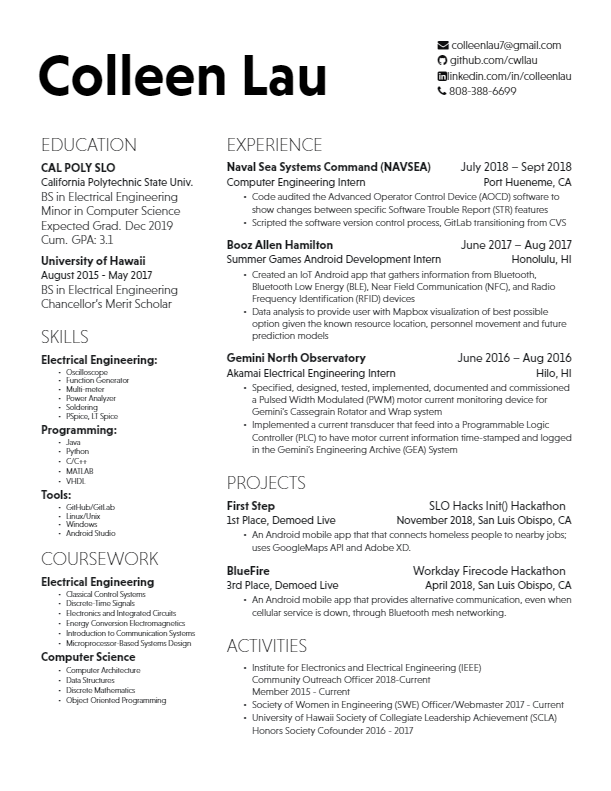 Colleen Lau
colleenlau7@gmail.com
github.com/cwllau
linkedin.com/in/colleenlau
808-388-6699
EDUCATION
CAL POLY SLO
California Polytechnic State Univ.
BS in Electrical Engineering
Minor in Computer Science
Expected Grad. Dec 2019
Cum. GPA: 3.1
University of Hawaii
August 2015 - May 2017
BS in Electrical Engineering
Chancellor's Merit Scholar
SKILLS
Electrical Engineering:
• Oscilloscope
• Function Generator
• Multi-meter
• Power Analyzer
• Soldering
• PSpice, LT Spice
Programming:
• Java
• Python
• C/C++
• MATLAB
• VHDL
Tools:
• GitHub/GitLab
• Linux/Unix
• Windows
• Android Studio
COURSEWORK
Electrical Engineering
• Classical Control Systems
• Discrete-Time Signals
• Electronics and Integrated Circuits
• Energy Conversion Electromagnetics
• Introduction to Communication Systems
• Microprocessor-Based Systems Design
Computer Science
• Computer Architecture
• Data Structures
• Discrete Mathematics
• Object Oriented Programming
EXPERIENCE
Naval Sea Systems Command (NAVSEA) July 2018 – Sept 2018
Computer Engineering Intern Port Hueneme, CA
• Code audited the Advanced Operator Control Device (AOCD) software to
show changes between specific Software Trouble Report (STR) features
• Scripted the software version control process, GitLab transitioning from CVS
Booz Allen Hamilton June 2017 – Aug 2017
Summer Games Android Development Intern Honolulu, HI
• Created an IoT Android app that gathers information from Bluetooth,
Bluetooth Low Energy (BLE), Near Field Communication (NFC), and Radio
Frequency Identification (RFID) devices
• Data analysis to provide user with Mapbox visualization of best possible
option given the known resource location, personnel movement and future
prediction models
Gemini North Observatory June 2016 – Aug 2016
Akamai Electrical Engineering Intern Hilo, HI
• Specified, designed, tested, implemented, documented and commissioned
a Pulsed Width Modulated (PWM) motor current monitoring device for
Gemini's Cassegrain Rotator and Wrap system
• Implemented a current transducer that feed into a Programmable Logic
Controller (PLC) to have motor current information time-stamped and logged
in the Gemini's Engineering Archive (GEA) System
PROJECTS
First Step SLO Hacks Init() Hackathon
1st Place, Demoed Live November 2018, San Luis Obispo, CA
• An Android mobile app that that connects homeless people to nearby jobs;
uses GoogleMaps API and Adobe XD.
BlueFire Workday Firecode Hackathon
3rd Place, Demoed Live April 2018, San Luis Obispo, CA
• An Android mobile app that provides alternative communication, even when
cellular service is down, through Bluetooth mesh networking.
ACTIVITIES
• Institute for Electronics and Electrical Engineering (IEEE)
Community Outreach Officer 2018-Current
Member 2015 - Current
• Society of Women in Engineering (SWE) Officer/Webmaster 2017 - Current
• University of Hawaii Society of Collegiate Leadership Achievement (SCLA)
Honors Society Cofounder 2016 - 2017